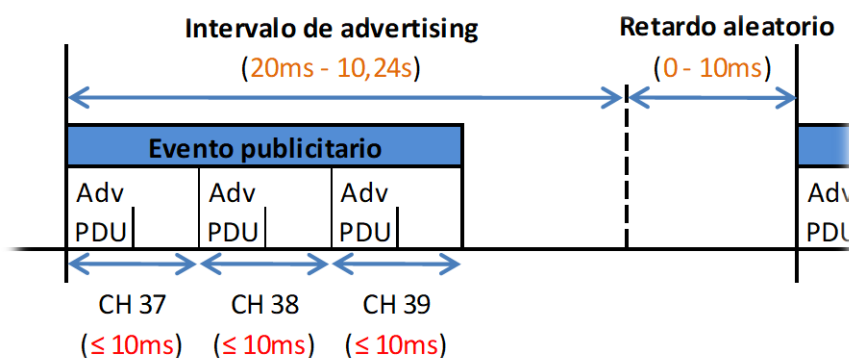 Intervalo de advertising
(20ms - 10,24s)
Retardo aleatorio
(0 - 10ms)
Evento publicitario
Adv
PDU
Adv
PDU
Adv
PDU
Adv
PDU
CH 37
(≤ 10ms)
CH 38
(≤ 10ms)
CH 39
(≤ 10ms)